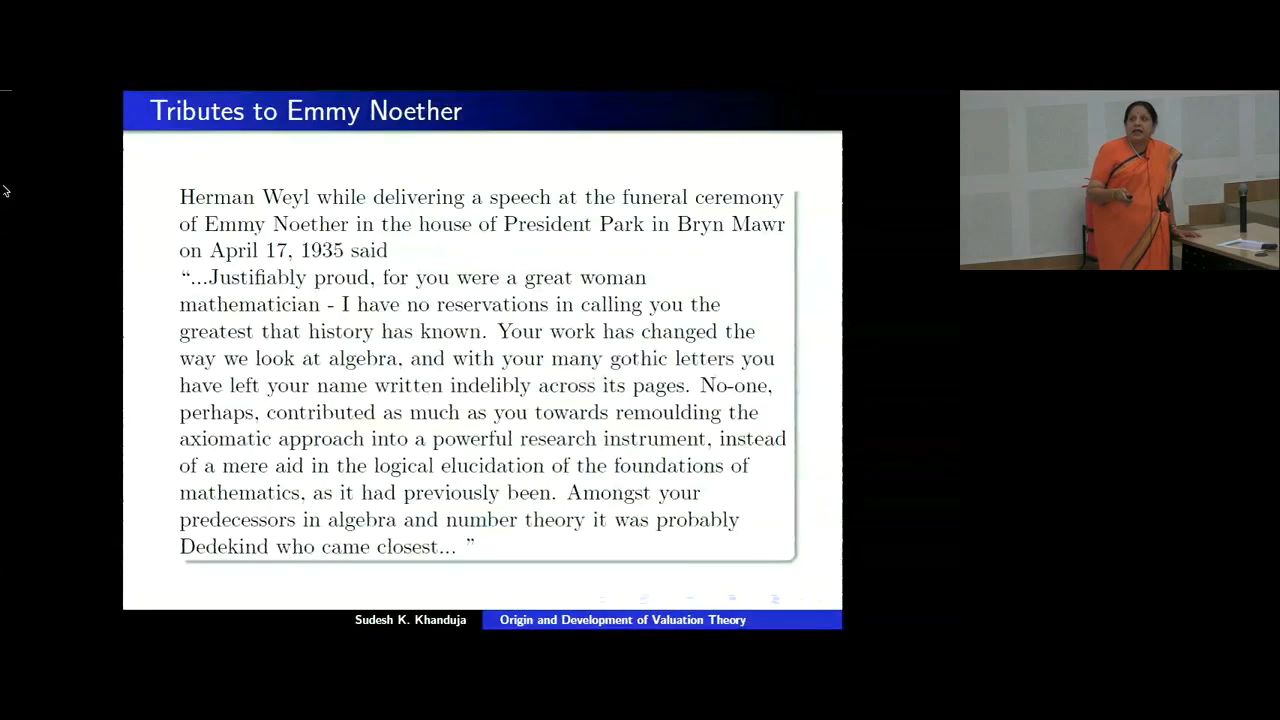 Tributes to Emmy Noether
Herman Weyl while delivering a speech at the funeral ceremony
of Emmy Noether in the house of President Park in Bryn Mawr
on April 17, 1935 said
“...Justifiably proud, for you were a great woman
mathematician - I have no reservations in calling you the
greatest that history has known. Your work has changed the
way we look at algebra, and with your many gothic letters you
have left your name written indelibly across its pages. No-one,
perhaps, contributed as much as you towards remoulding the
axiomatic approach into a powerful research instrument, instead
of a mere aid in the logical elucidation of the foundations of
mathematics, as it had previously been. Amongst your
predecessors in algebra and number theory it was probably
Dedekind who came closest... ”
Sudesh K. Khanduja
Origin and Development of Valuation Theory